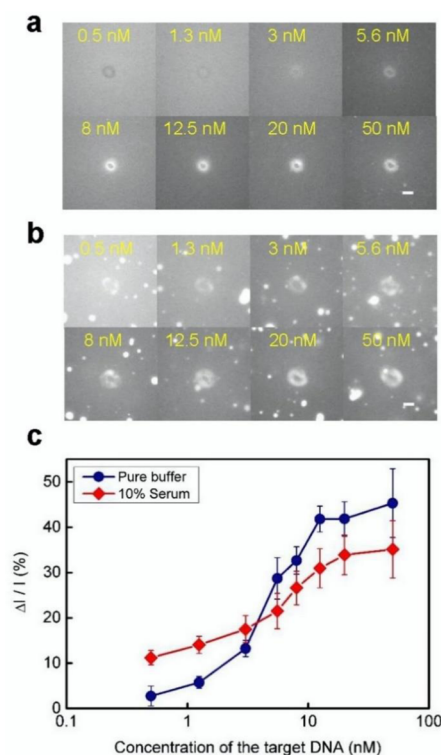 a
0.5 nM 1.3 nM 3 nM 5.6 nM
8 nM 12.5 nM 20 nM 50 nM
b
0.5 nM 1.3 nM 3 nM 5.6 nM
8 nM 12.5 nM 20 nM 50 nM
c
Pure buffer
10% Serum
50
40
30
20
10
0
ΔI / I (%)
0.1 1 10 100
Concentration of the target DNA (nM)